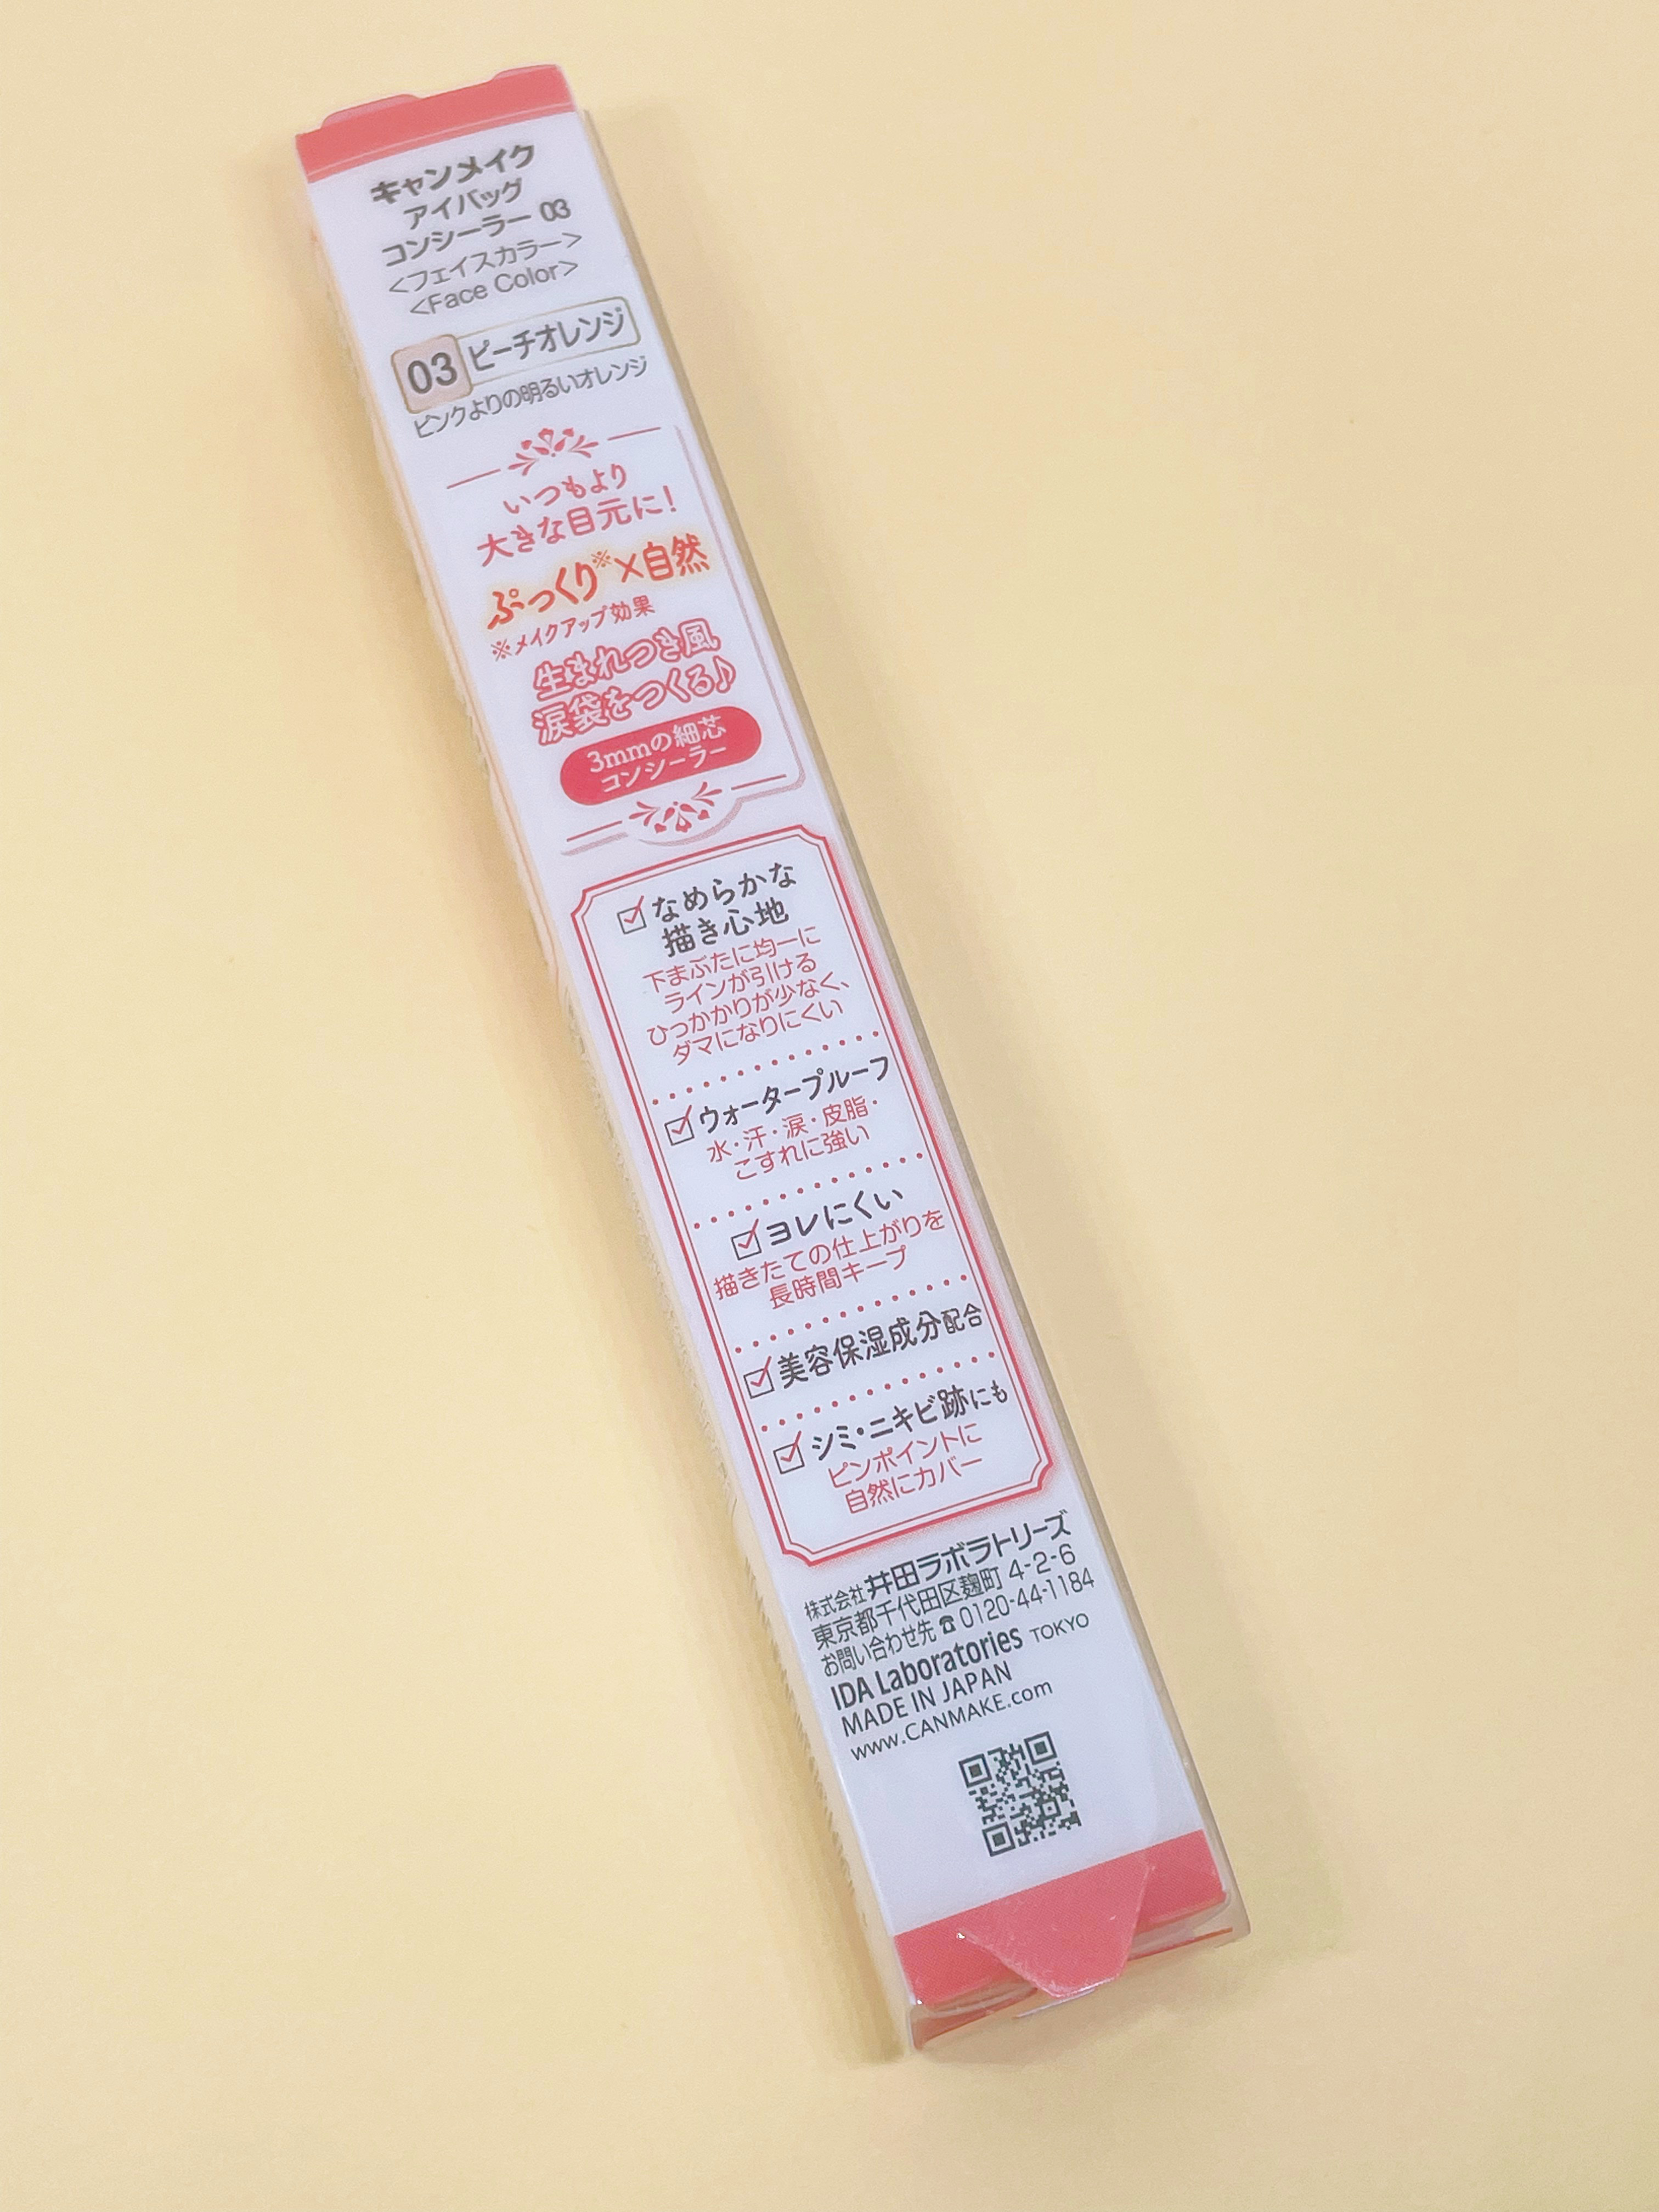 キャンメイク
アイバッグ
コンシーラー 03
<フェイスカラー>
<Face Color>
03 ピーチオレンジ
ピンクよりの明るいオレンジ
いつもより
大きな目元に!
ぷっくり※×自然
※メイクアップ効果
生まれつき風
涙袋をつくる♪
3mmの細芯
コンシーラー
なめらかな
描き心地
下まぶたに均一に
ラインが引ける
ひっかかりが少なく、
ダマになりにくい
ウォータープルーフ
水・汗・涙・皮脂・
こすれに強い
ヨレにくい
描きたての仕上がりを
長時間キープ
美容保湿成分配合
シミ・ニキビ跡にも
ピンポイントに
自然にカバー
株式会社 井田ラボラトリーズ
東京都千代田区麹町 4-2-6
お問い合わせ先 ☎ 0120-44-1184
IDA Laboratories TOKYO
MADE IN JAPAN
www.CANMAKE.com